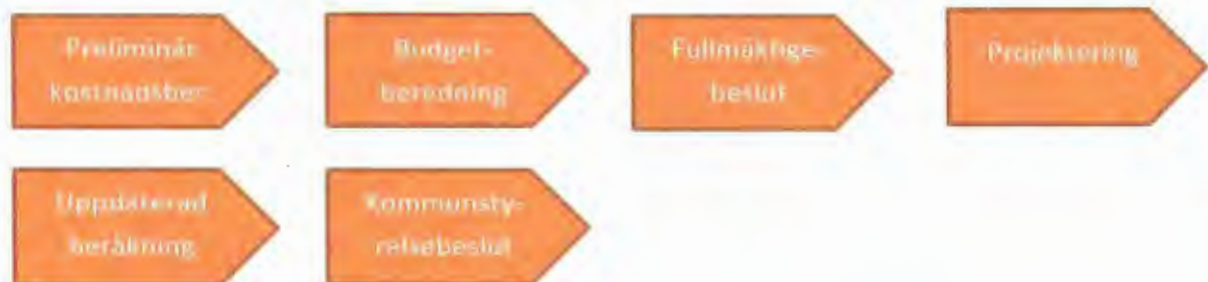 Preliminär
kostnadsber.
Budget-
beredning
Fullmäktige-
beslut
Projektering
Uppdaterad
beräkning
Kommunsty-
relsebeslut